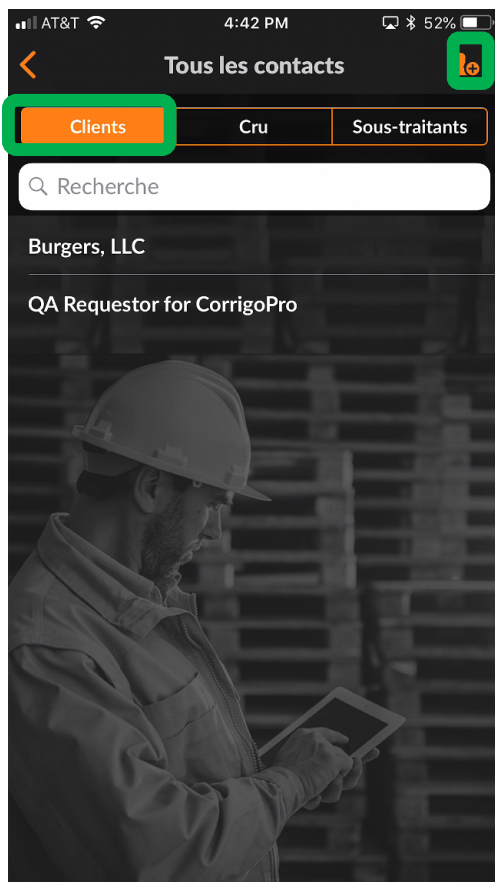 AT&T 4:42 PM 52%
Tous les contacts
Clients Cru Sous-traitants
Recherche
Burgers, LLC
QA Requestor for CorrigoPro